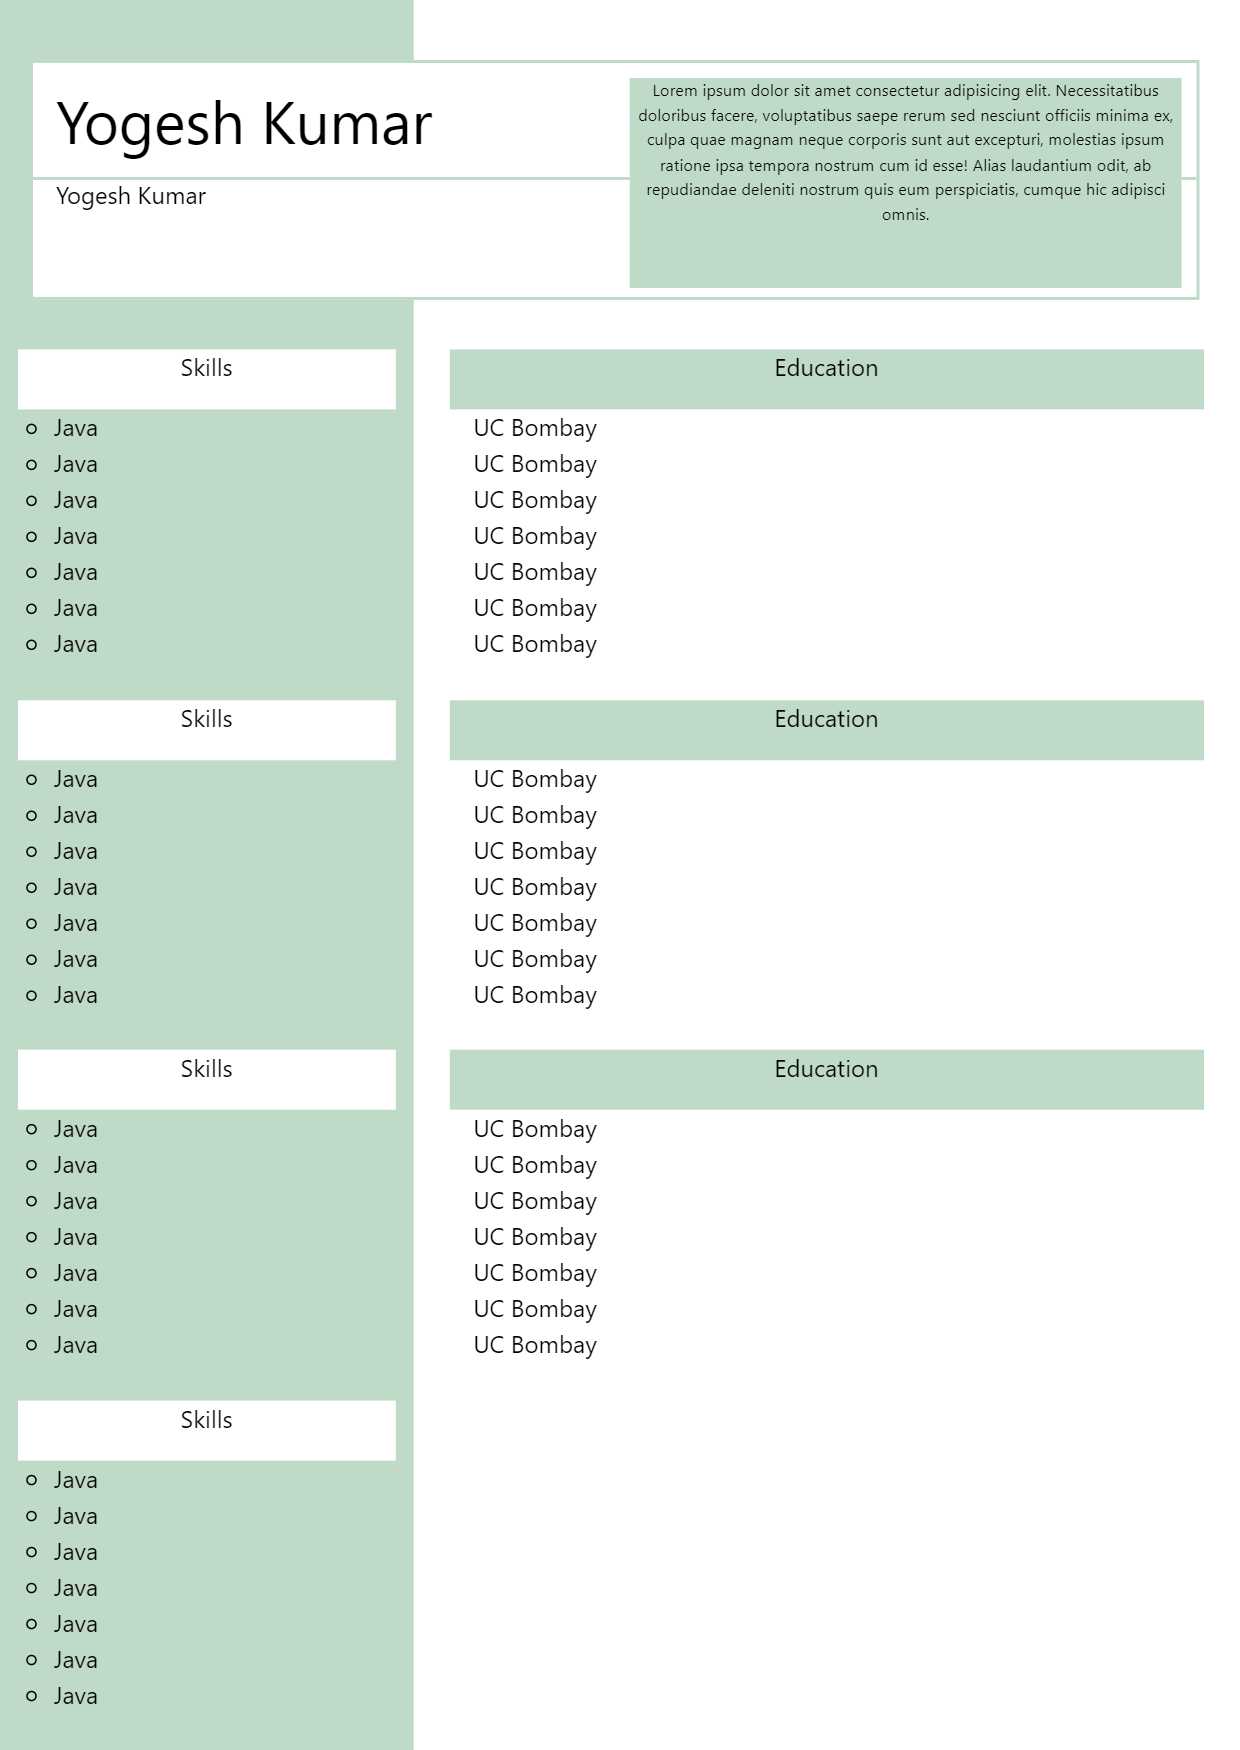 Yogesh Kumar
Yogesh Kumar
Lorem ipsum dolor sit amet consectetur adipisicing elit. Necessitatibus
doloribus facere, voluptatibus saepe rerum sed nesciunt officiis minima ex,
culpa quae magnam neque corporis sunt aut excepturi, molestias ipsum
ratione ipsa tempora nostrum cum id esse! Alias laudantium odit, ab
repudiandae deleniti nostrum quis eum perspiciatis, cumque hic adipisci
omnis.
Skills
Java
Java
Java
Java
Java
Java
Java
Skills
Java
Java
Java
Java
Java
Java
Java
Skills
Java
Java
Java
Java
Java
Java
Java
Skills
Java
Java
Java
Java
Java
Java
Java
Education
UC Bombay
UC Bombay
UC Bombay
UC Bombay
UC Bombay
UC Bombay
UC Bombay
Education
UC Bombay
UC Bombay
UC Bombay
UC Bombay
UC Bombay
UC Bombay
UC Bombay
Education
UC Bombay
UC Bombay
UC Bombay
UC Bombay
UC Bombay
UC Bombay
UC Bombay